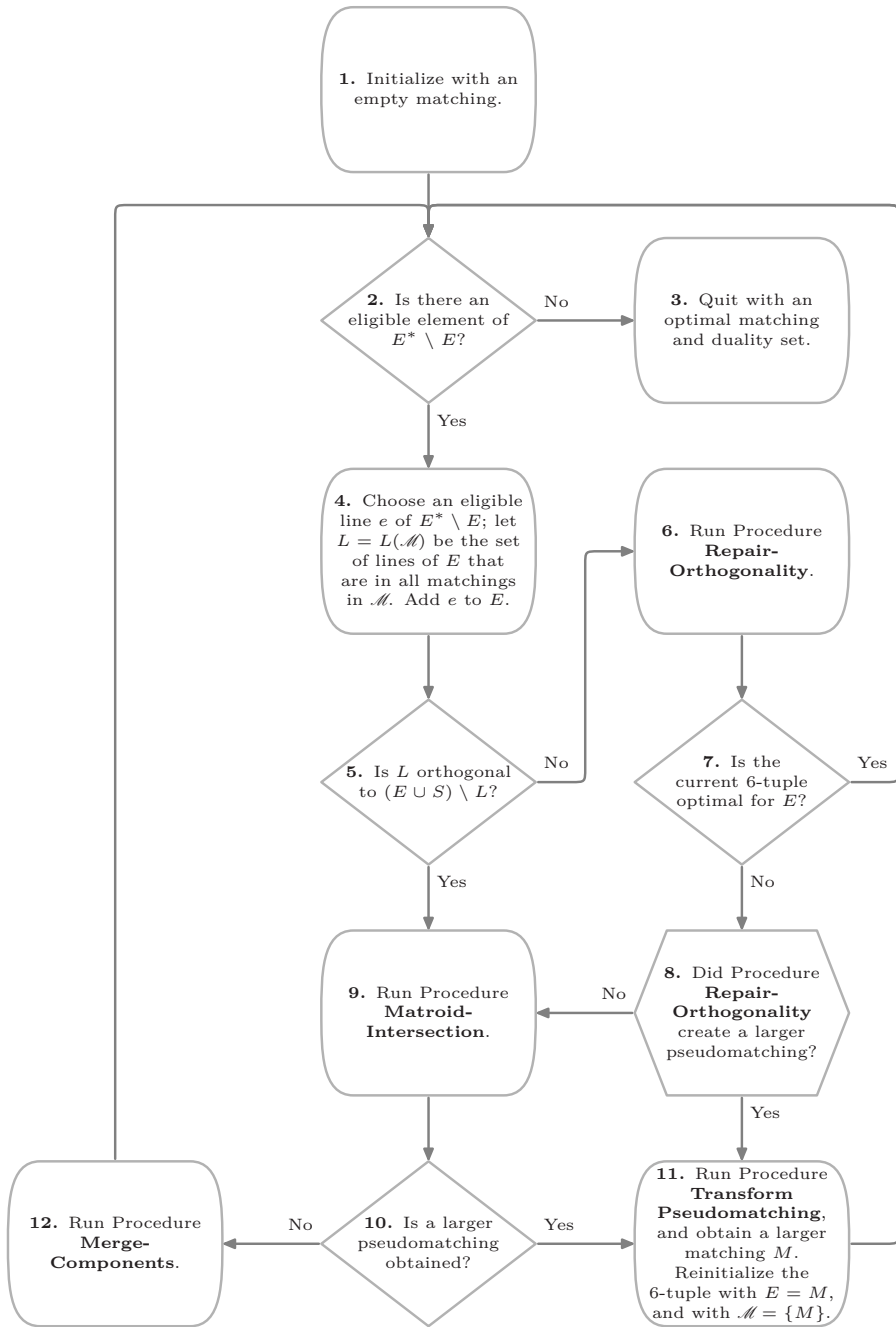 1. Initialize with an
empty matching.
2. Is there an
eligible element of
E* \ E?
No
3. Quit with an
optimal matching
and duality set.
Yes
4. Choose an eligible
line e of E* \ E; let
L = L(ℳ) be the set
of lines of E that
are in all matchings
in ℳ. Add e to E.
6. Run Procedure
Repair-
Orthogonality.
5. Is L orthogonal
to (E ∪ S) \ L?
No
7. Is the
current 6-tuple
optimal for E?
Yes
Yes
No
9. Run Procedure
Matroid-
Intersection.
No
8. Did Procedure
Repair-
Orthogonality
create a larger
pseudomatching?
Yes
12. Run Procedure
Merge-
Components.
No
10. Is a larger
pseudomatching
obtained?
Yes
11. Run Procedure
Transform
Pseudomatching,
and obtain a larger
matching M.
Reinitialize the
6-tuple with E = M,
and with ℳ = {M}.